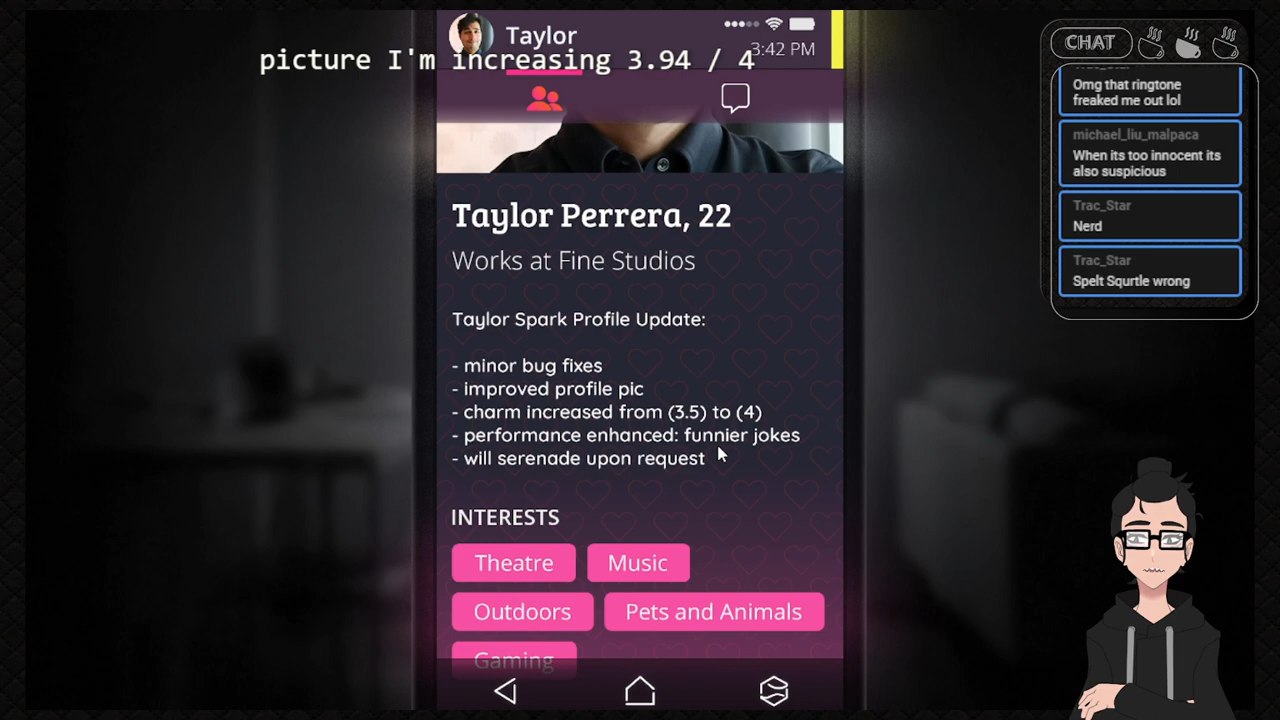 Taylor
picture I'm increasing 3.94 / 4
3:42 PM
Taylor Perrera, 22
Works at Fine Studios
Taylor Spark Profile Update:
- minor bug fixes
- improved profile pic
- charm increased from (3.5) to (4)
- performance enhanced: funnier jokes
- will serenade upon request
INTERESTS
Theatre
Music
Outdoors
Pets and Animals
Gaming
CHAT
Omg that ringtone
freaked me out lol
michael_liu_malpaca
When its too innocent its
also suspicious
Trac_Star
Nerd
Trac_Star
Spelt Squrtle wrong